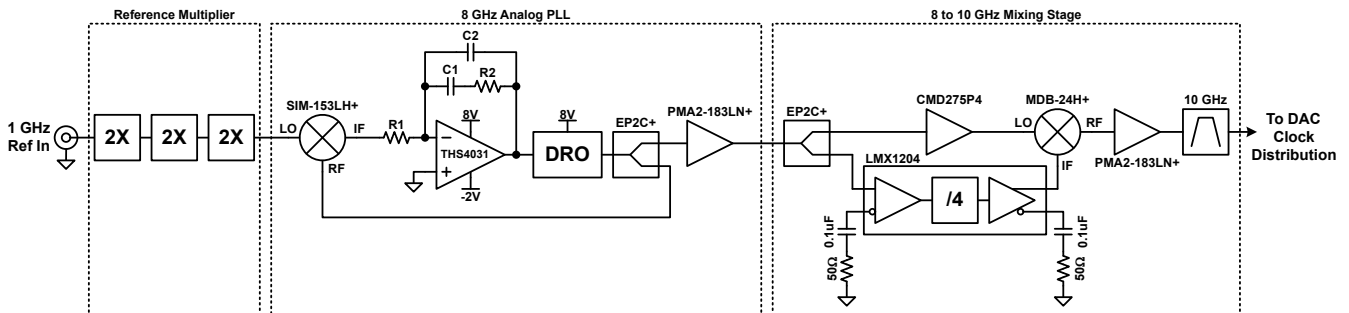 Reference Multiplier
8 GHz Analog PLL
8 to 10 GHz Mixing Stage
1 GHz
Ref In
2X
2X
2X
SIM-153LH+
LO
IF
RF
R1
C2
C1
R2
8V
THS4031
-2V
8V
DRO
EP2C+
PMA2-183LN+
EP2C+
CMD275P4
LMX1204
/4
0.1uF
50Ω
0.1uF
50Ω
MDB-24H+
LO
RF
IF
PMA2-183LN+
10 GHz
To DAC
Clock
Distribution